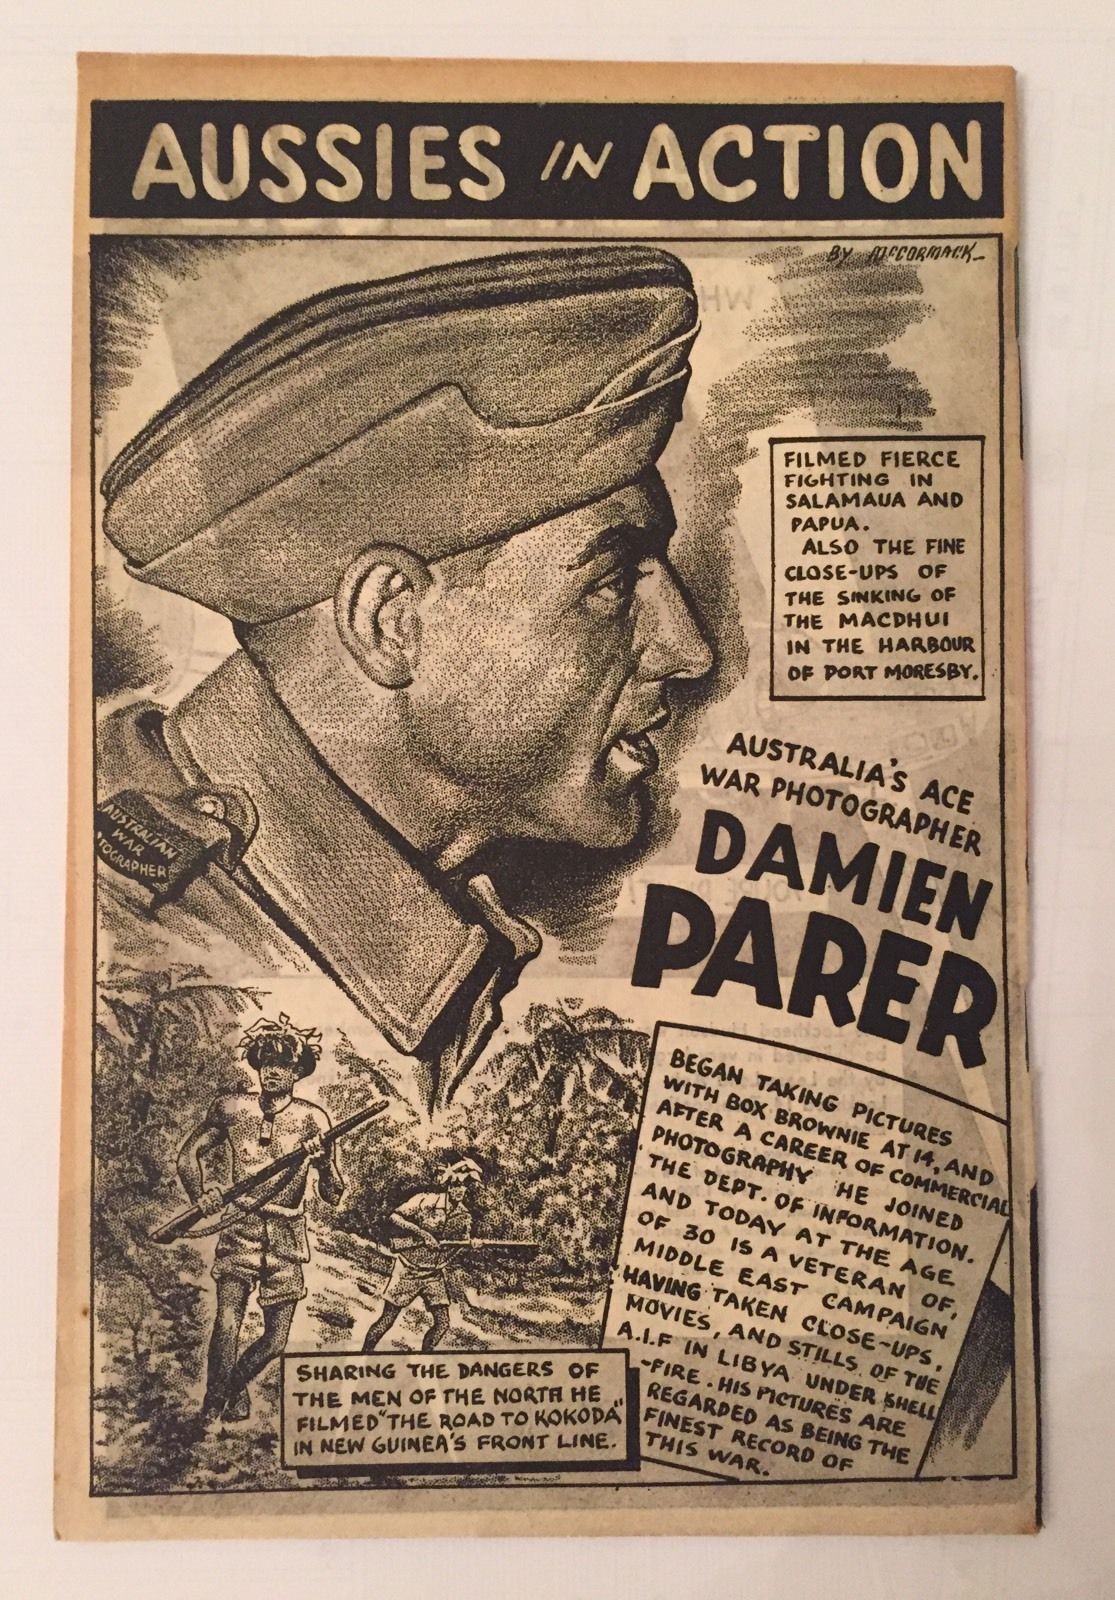 AUSSIES IN ACTION
BY McCORMACK
FILMED FIERCE
FIGHTING IN
SALAMAUA AND
PAPUA.
ALSO THE FINE
CLOSE-UPS OF
THE SINKING OF
THE MACDHUI
IN THE HARBOUR
OF PORT MORESBY.
AUSTRALIA'S ACE
WAR PHOTOGRAPHER
DAMIEN
PARER
AUSTRALIAN
WAR
'TOGRAPHER
BEGAN TAKING PICTURES
WITH BOX BROWNIE AT 14, AND
AFTER A CAREER OF COMMERCIAL
PHOTOGRAPHY HE JOINED
THE DEPT. OF INFORMATION.
AND TODAY AT THE AGE
OF 30 IS A VETERAN OF,
MIDDLE EAST CAMPAIGN
HAVING TAKEN CLOSE-UPS,
MOVIES, AND STILLS OF THE
A.I.F IN LIBYA UNDER SHELL
-FIRE. HIS PICTURES ARE
REGARDED AS BEING THE
FINEST RECORD OF
THIS WAR.
SHARING THE DANGERS OF
THE MEN OF THE NORTH HE
FILMED "THE ROAD TO KOKODA"
IN NEW GUINEA'S FRONT LINE.